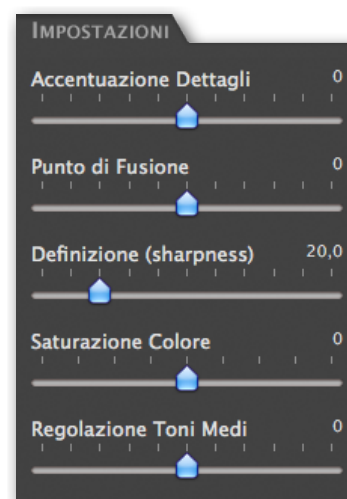 IMPOSTAZIONI
Accentuazione Dettagli 0
Punto di Fusione 0
Definizione (sharpness) 20,0
Saturazione Colore 0
Regolazione Toni Medi 0